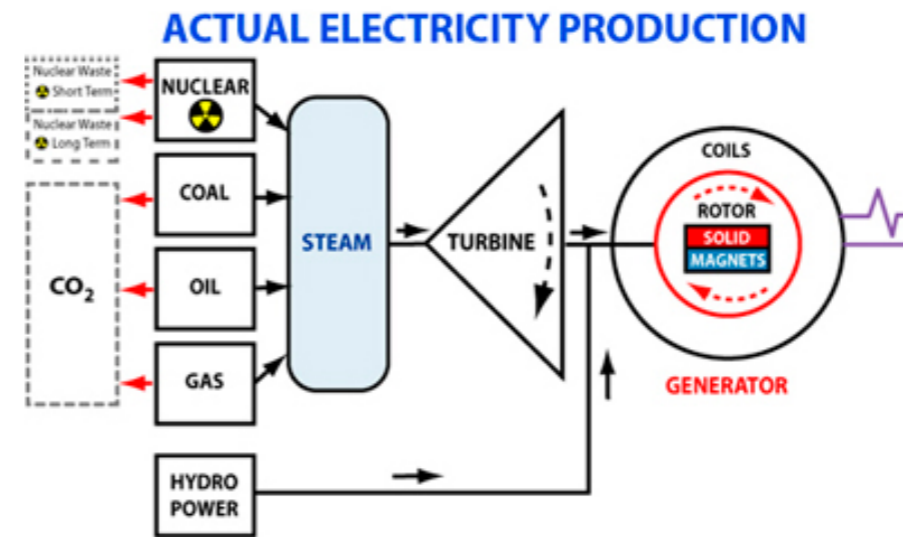 ACTUAL ELECTRICITY PRODUCTION
Nuclear Waste
Short Term
Nuclear Waste
Long Term
NUCLEAR
COAL
OIL
GAS
CO₂
HYDRO
POWER
STEAM
TURBINE
COILS
ROTOR
SOLID
MAGNETS
GENERATOR